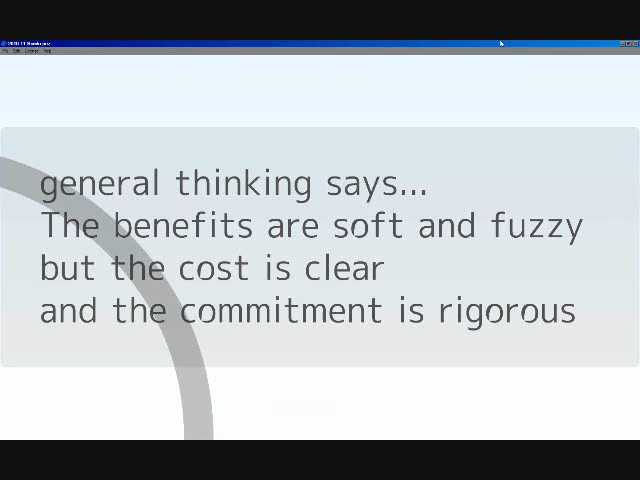 general thinking says...
The benefits are soft and fuzzy
but the cost is clear
and the commitment is rigorous